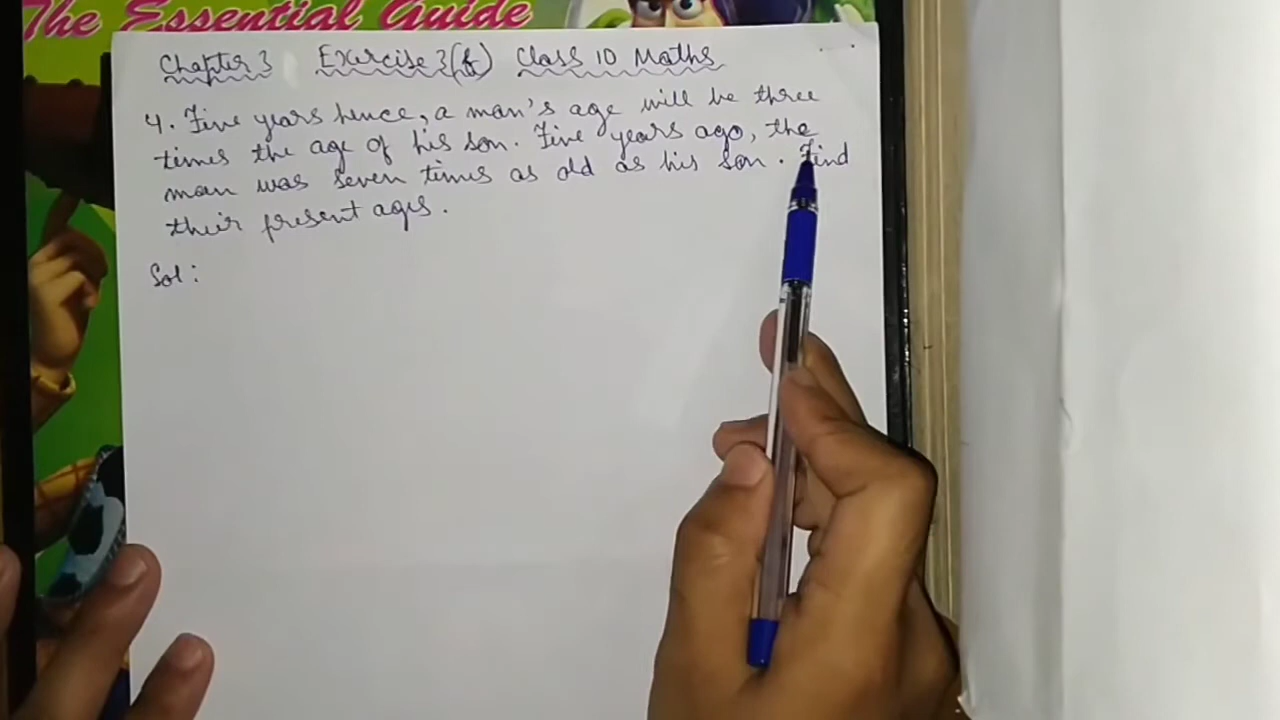 The Essential Guide
Chapter 3 Exercise 3(f) Class 10 Maths
4. Five years hence, a man's age will be three
times the age of his son. Five years ago, the
man was seven times as old as his son. Find
their present ages.
Sol: